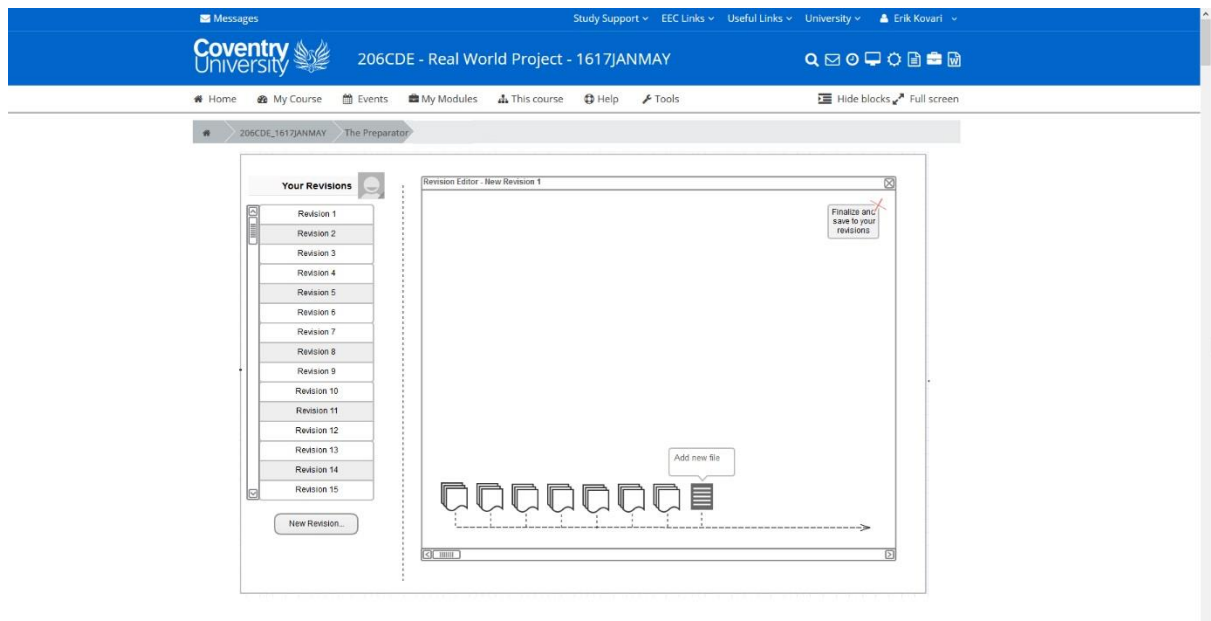 Messages Study Support EEC Links Useful Links University Erik Kovari
Coventry
University
206CDE - Real World Project - 1617JANMAY
Home My Course Events My Modules This course Help Tools Hide blocks Full screen
206CDE_1617JANMAY The Preparator
Your Revisions
Revision 1
Revision 2
Revision 3
Revision 4
Revision 5
Revision 6
Revision 7
Revision 8
Revision 9
Revision 10
Revision 11
Revision 12
Revision 13
Revision 14
Revision 15
New Revision...
Revision Editor - New Revision 1
Finalize and
save to your
revisions
Add new file